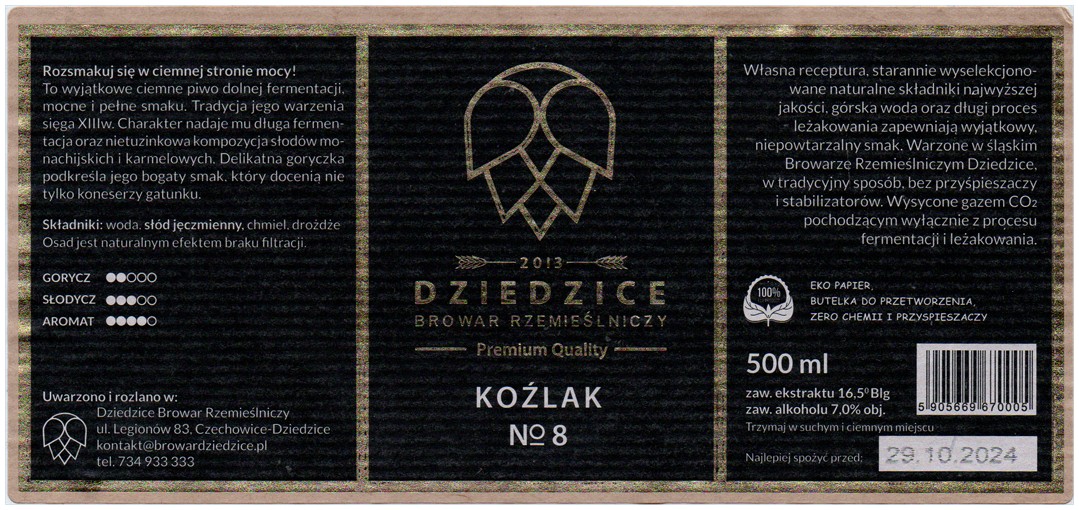 Rozsmakuj się w ciemnej stronie mocy!
To wyjątkowe ciemne piwo dolnej fermentacji,
mocne i pełne smaku. Tradycja jego warzenia
sięga XIIIw. Charakter nadaje mu długa fermen-
tacja oraz nietuzinkowa kompozycja słodów mo-
nachijskich i karmelowych. Delikatna goryczka
podkreśla jego bogaty smak, który docenią nie
tylko koneserzy gatunku.
Składniki: woda, słód jęczmienny, chmiel, drożdże
Osad jest naturalnym efektem braku filtracji.
GORYCZ
SŁODYCZ
AROMAT
Uwarzono i rozlano w:
Dziedzice Browar Rzemieślniczy
ul. Legionów 83, Czechowice-Dziedzice
kontakt@browardziedzice.pl
tel. 734 933 333
2013
DZIEDZICE
BROWAR RZEMIEŚLNICZY
Premium Quality
KOŹLAK
№ 8
Własna receptura, starannie wyselekcjono-
wane naturalne składniki najwyższej
jakości, górska woda oraz długi proces
leżakowania zapewniają wyjątkowy,
niepowtarzalny smak. Warzone w śląskim
Browarze Rzemieślniczym Dziedzice,
w tradycyjny sposób, bez przyśpieszaczy
i stabilizatorów. Wysycone gazem CO₂
pochodzącym wyłącznie z procesu
fermentacji i leżakowania.
100%
EKO PAPIER,
BUTELKA DO PRZETWORZENIA,
ZERO CHEMII I PRZYSPIESZACZY
500 ml
zaw. ekstraktu 16,5⁰ Blg
zaw. alkoholu 7,0% obj.
5 905669 670005
Trzymaj w suchym i ciemnym miejscu
Najlepiej spożyć przed: 29.10.2024